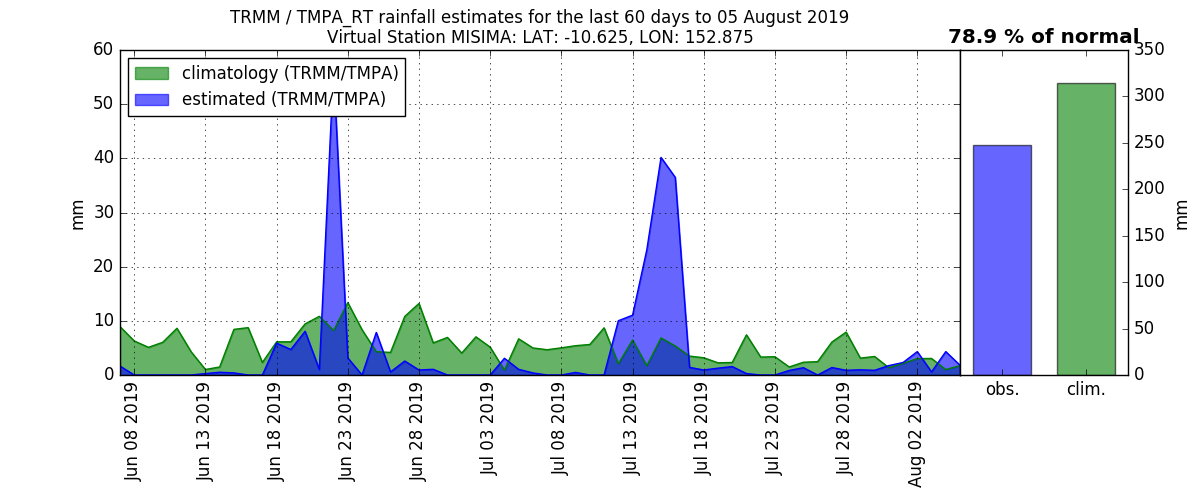 TRMM / TMPA_RT rainfall estimates for the last 60 days to 05 August 2019
Virtual Station MISIMA: LAT: -10.625, LON: 152.875
78.9 % of normal
climatology (TRMM/TMPA)
estimated (TRMM/TMPA)
60
50
40
30
20
10
0
mm
Jun 08 2019
Jun 13 2019
Jun 18 2019
Jun 23 2019
Jun 28 2019
Jul 03 2019
Jul 08 2019
Jul 13 2019
Jul 18 2019
Jul 23 2019
Jul 28 2019
Aug 02 2019
350
300
250
200
150
100
50
0
mm
obs.
clim.